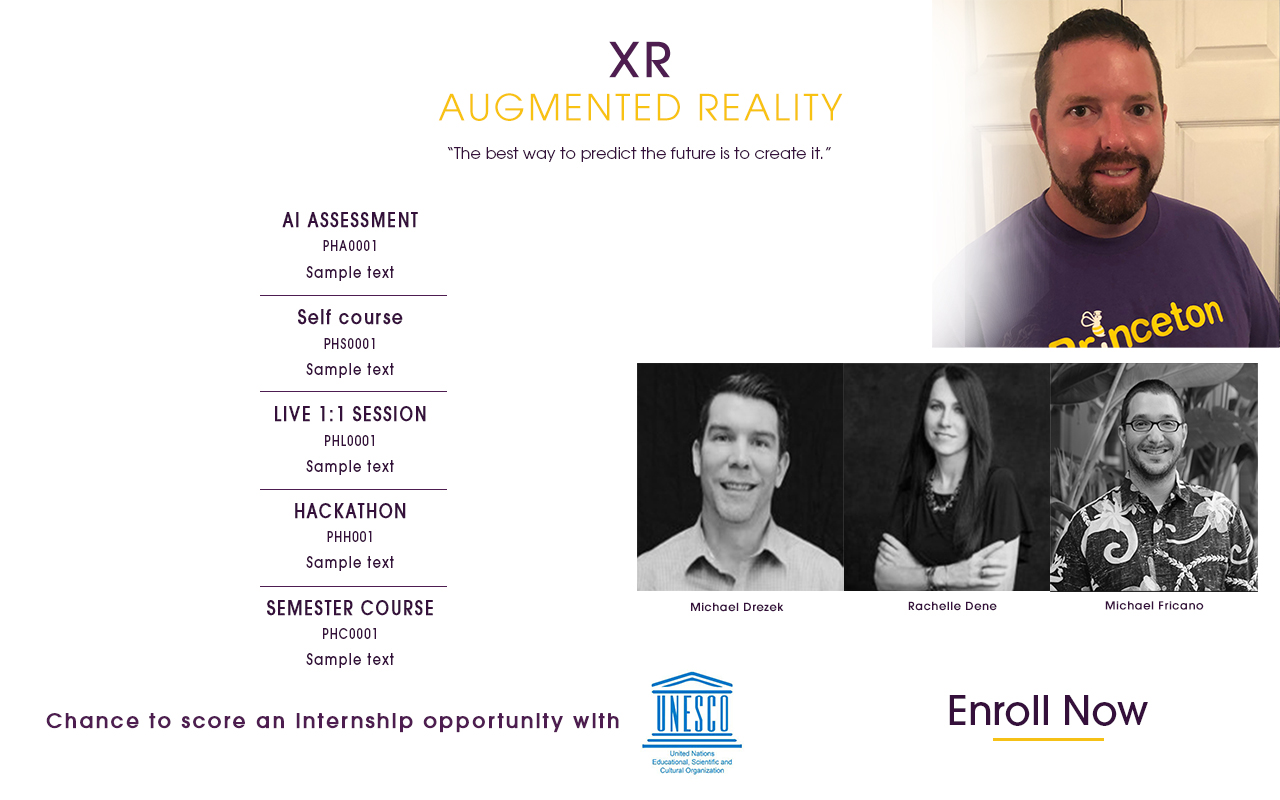 XR
AUGMENTED REALITY
“The best way to predict the future is to create it.”
AI ASSESSMENT
PHA0001
Sample text
Self course
PHS0001
Sample text
LIVE 1:1 SESSION
PHL0001
Sample text
HACKATHON
PHH001
Sample text
SEMESTER COURSE
PHC0001
Sample text
Princeton
Michael Drezek
Rachelle Dene
Michael Fricano
Chance to score an internship opportunity with
UNESCO
United Nations
Educational, Scientific and
Cultural Organization
Enroll Now